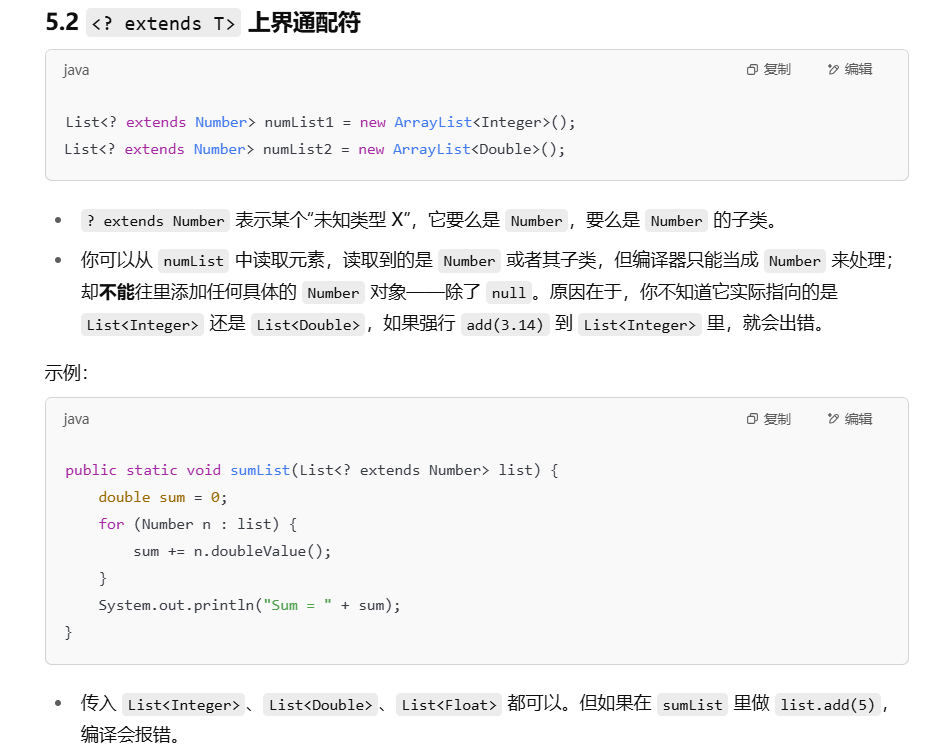 5.2 <? extends T> 上界通配符
java 复制 编辑
List<? extends Number> numList1 = new ArrayList<Integer>();
List<? extends Number> numList2 = new ArrayList<Double>();
• ? extends Number 表示某个“未知类型 X”，它要么是 Number，要么是 Number 的子类。
• 你可以从 numList 中读取元素，读取到的是 Number 或者其子类，但编译器只能当成 Number 来处理；
却不能往里添加任何具体的 Number 对象——除了 null。原因在于，你不知道它实际指向的是
List<Integer> 还是 List<Double>，如果强行 add(3.14) 到 List<Integer> 里，就会出错。
示例：
java 复制 编辑
public static void sumList(List<? extends Number> list) {
    double sum = 0;
    for (Number n : list) {
        sum += n.doubleValue();
    }
    System.out.println("Sum = " + sum);
}
• 传入 List<Integer>、List<Double>、List<Float> 都可以。但如果在 sumList 里做 list.add(5)，
编译会报错。